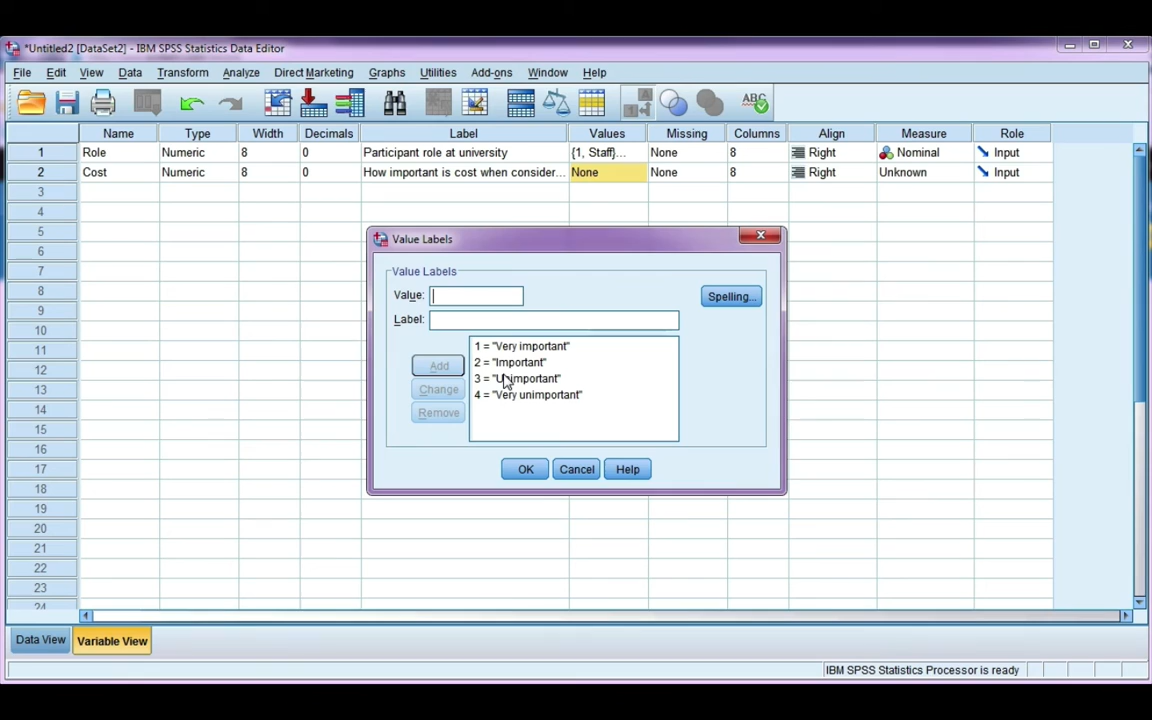 *Untitled2 [DataSet2] - IBM SPSS Statistics Data Editor
File Edit View Data Transform Analyze Direct Marketing Graphs Utilities Add-ons Window Help
Name Type Width Decimals Label Values Missing Columns Align Measure Role
1 Role Numeric 8 0 Participant role at university {1, Staff}... None 8 Right Nominal Input
2 Cost Numeric 8 0 How important is cost when consider... None None 8 Right Unknown Input
3
4
5
6
7
8
9
10
11
12
13
14
15
16
17
18
19
20
21
22
23
24
Value Labels
Value Labels
Value:
Spelling...
Label:
1 = "Very important"
Add
2 = "Important"
3 = "Unimportant"
Change
4 = "Very unimportant"
Remove
OK Cancel Help
Data View Variable View
IBM SPSS Statistics Processor is ready